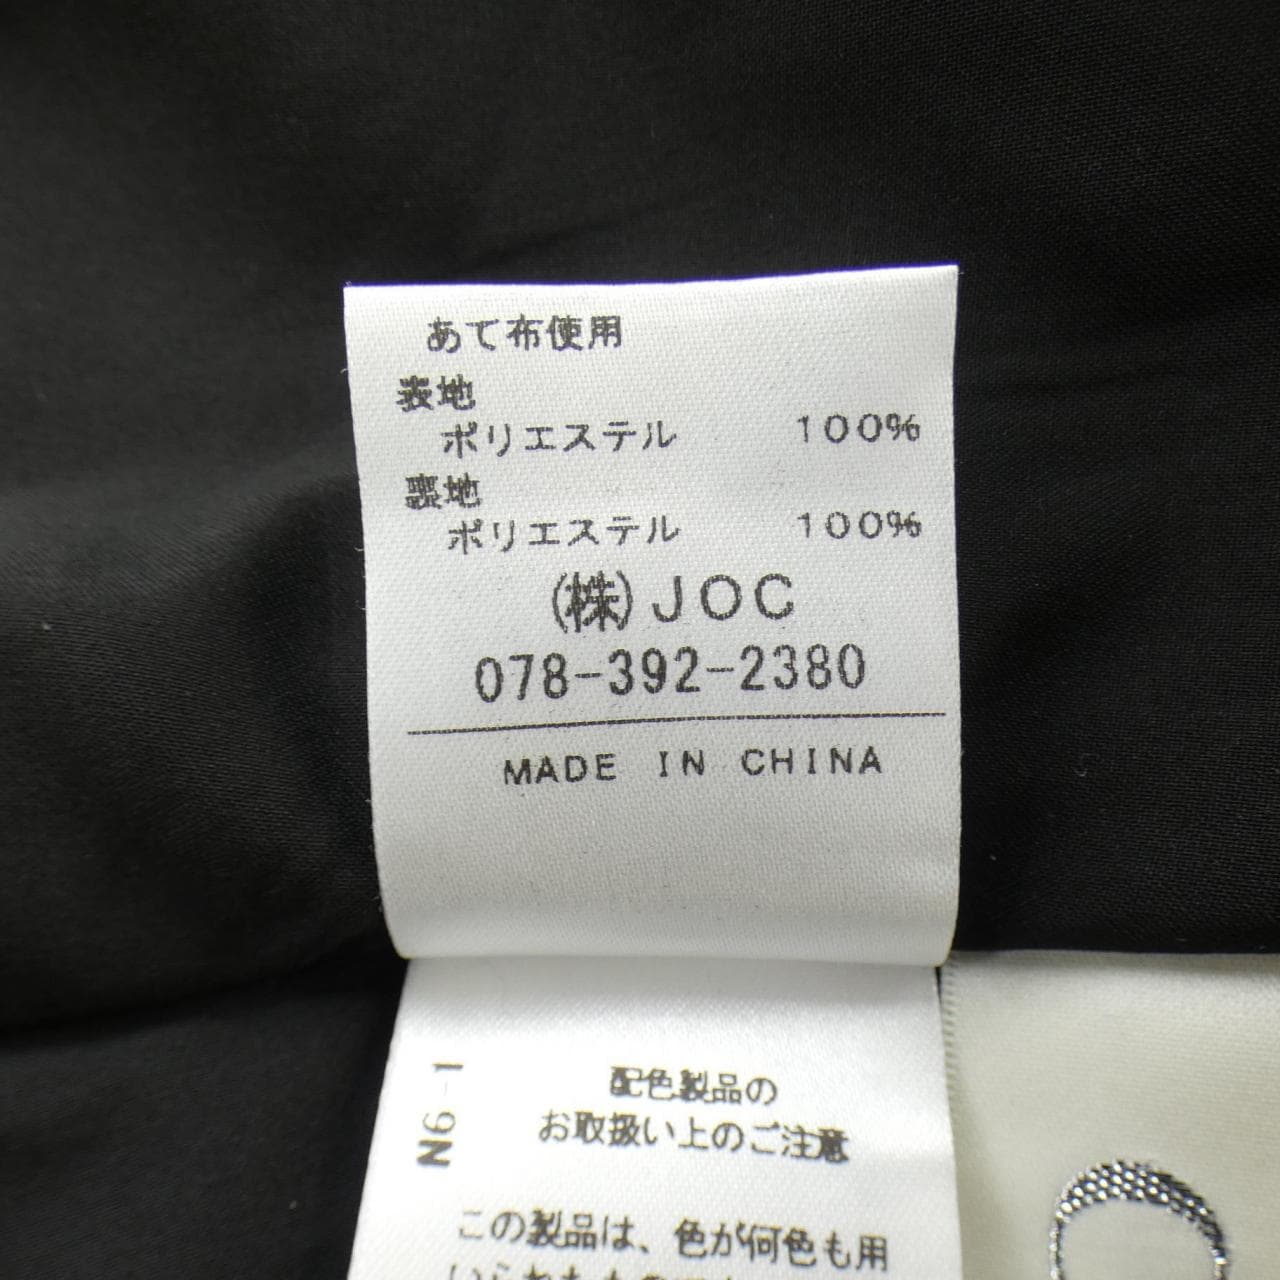 あて布使用
表地
ポリエステル 100%
裏地
ポリエステル 100%
(株)JOC
078-392-2380
MADE IN CHINA
N6-1
配色製品の
お取扱い上のご注意
この製品は、色が何色も用